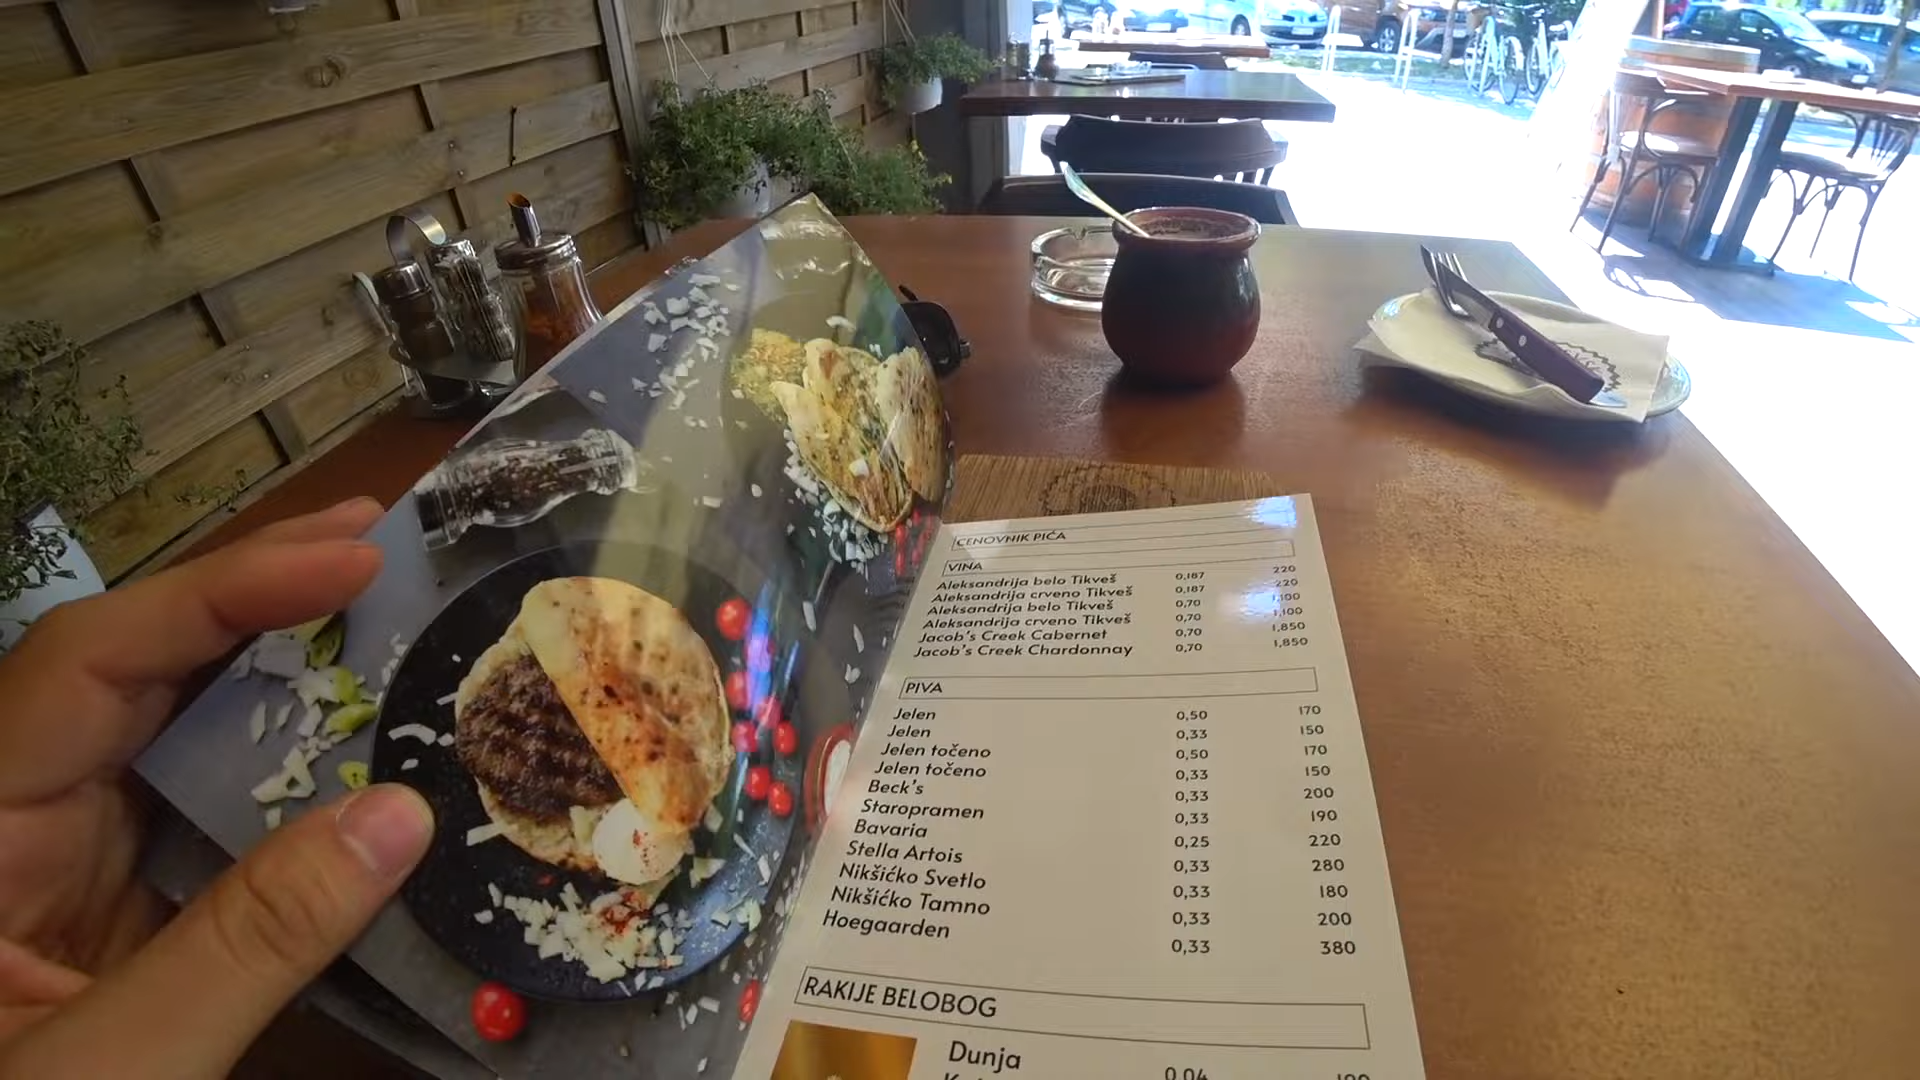 CENOVNIK PIĆA
VINA
Aleksandrija belo Tikveš 0,187 220
Aleksandrija crveno Tikveš 0,187 220
Aleksandrija belo Tikveš 0,70 1,100
Aleksandrija crveno Tikveš 0,70 1,100
Jacob's Creek Cabernet 0,70 1,850
Jacob's Creek Chardonnay 0,70 1,850
PIVA
Jelen 0,50 170
Jelen 0,33 150
Jelen točeno 0,50 170
Jelen točeno 0,33 150
Beck's 0,33 200
Staropramen 0,33 190
Bavaria 0,25 220
Stella Artois 0,33 280
Nikšićko Svetlo 0,33 180
Nikšićko Tamno 0,33 200
Hoegaarden 0,33 380
RAKIJE BELOBOG
Dunja 0,04